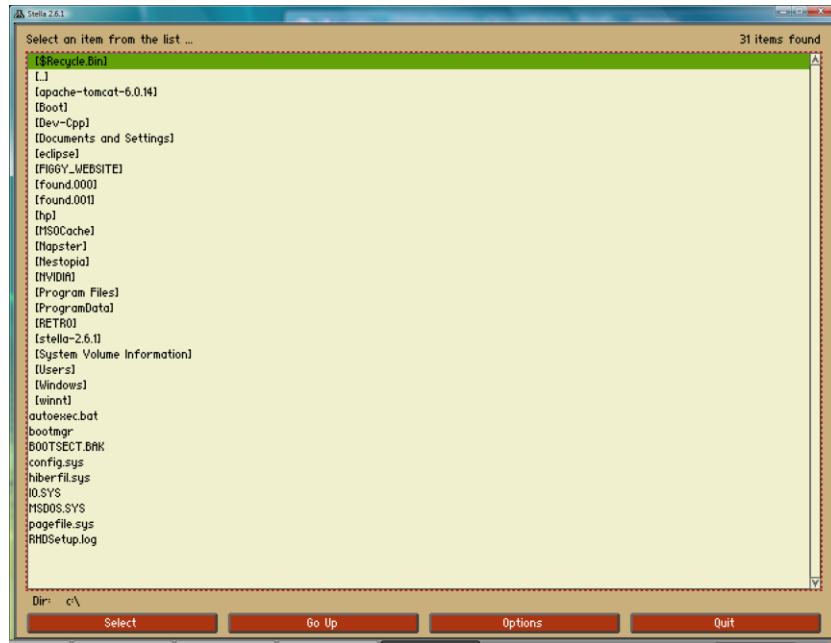 Stella 2.6.1
Select an item from the list ... 31 items found
[$Recycle.Bin]
[..]
[apache-tomcat-6.0.14]
[Boot]
[Dev-Cpp]
[Documents and Settings]
[eclipse]
[FIGGY_WEBSITE]
[found.000]
[found.001]
[hp]
[MSOCache]
[Napster]
[Nestopia]
[NVIDIA]
[Program Files]
[ProgramData]
[RETRO]
[stella-2.6.1]
[System Volume Information]
[Users]
[Windows]
[winnt]
autoexec.bat
bootmgr
BOOTSECT.BAK
config.sys
hiberfil.sys
IO.SYS
MSDOS.SYS
pagefile.sys
RHDSetup.log
Dir: c:\
Select Go Up Options Quit